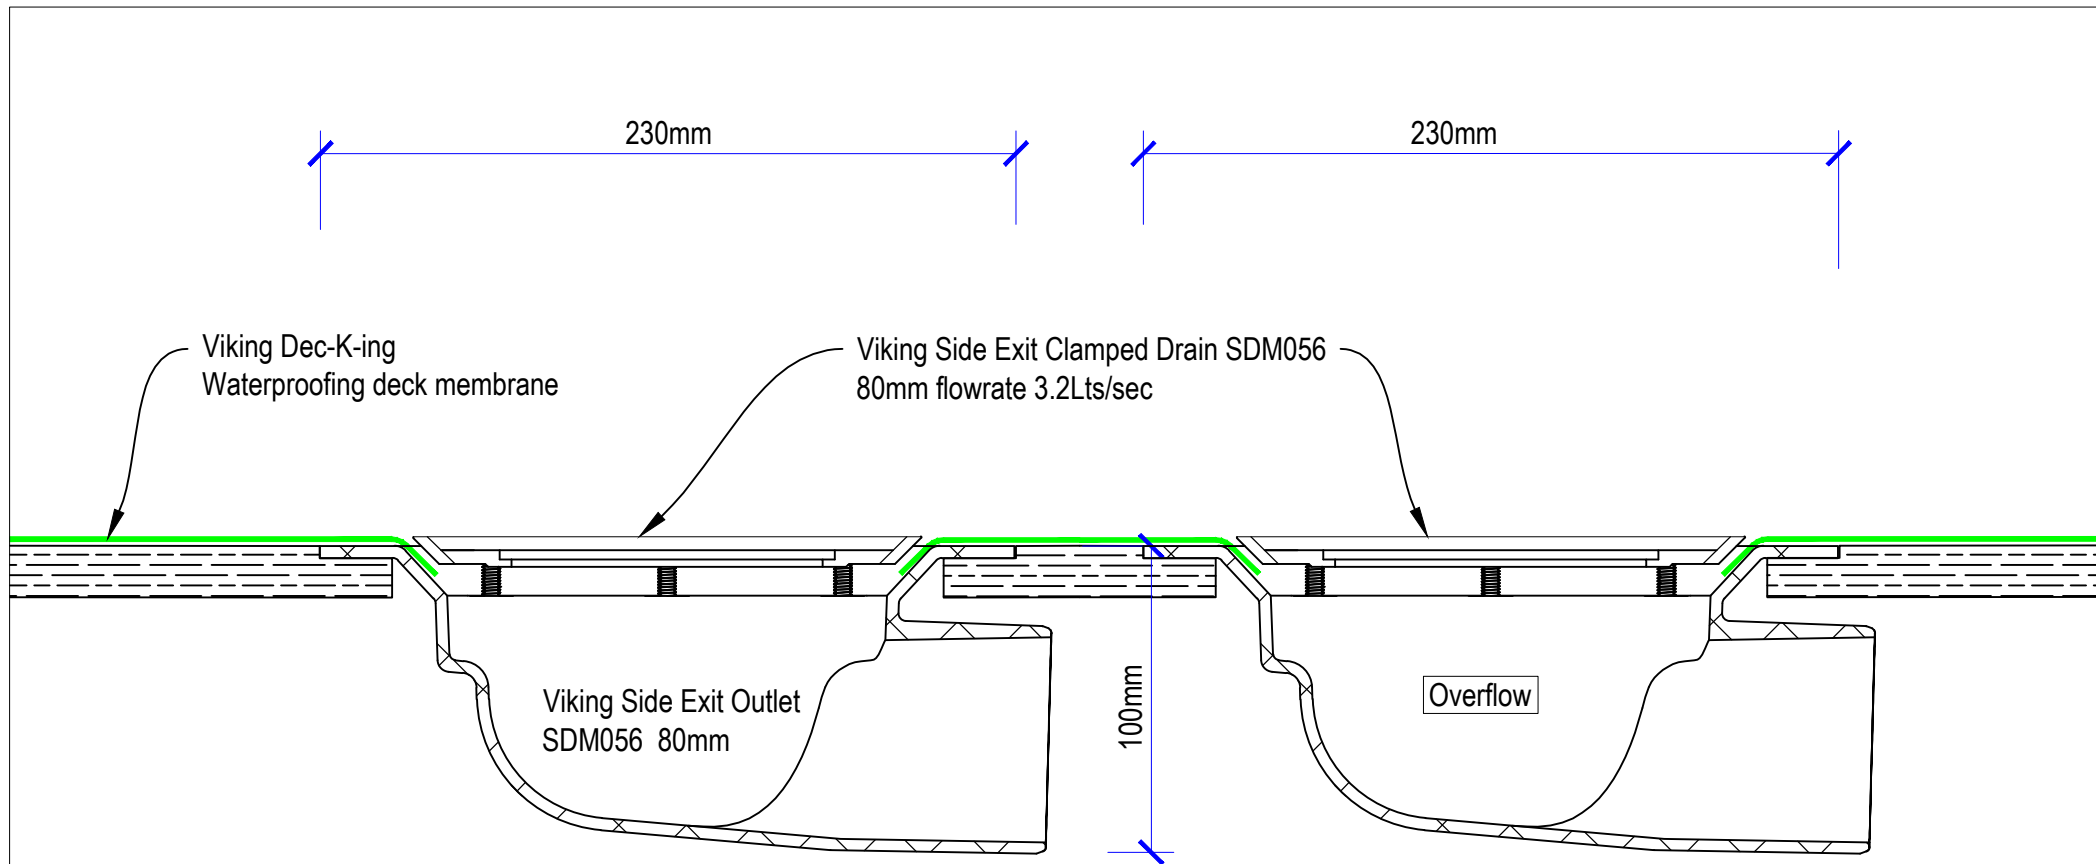 230mm
230mm
Viking Dec-K-ing
Waterproofing deck membrane
Viking Side Exit Clamped Drain SDM056
80mm flowrate 3.2Lts/sec
Viking Side Exit Outlet
SDM056 80mm
100mm
Overflow